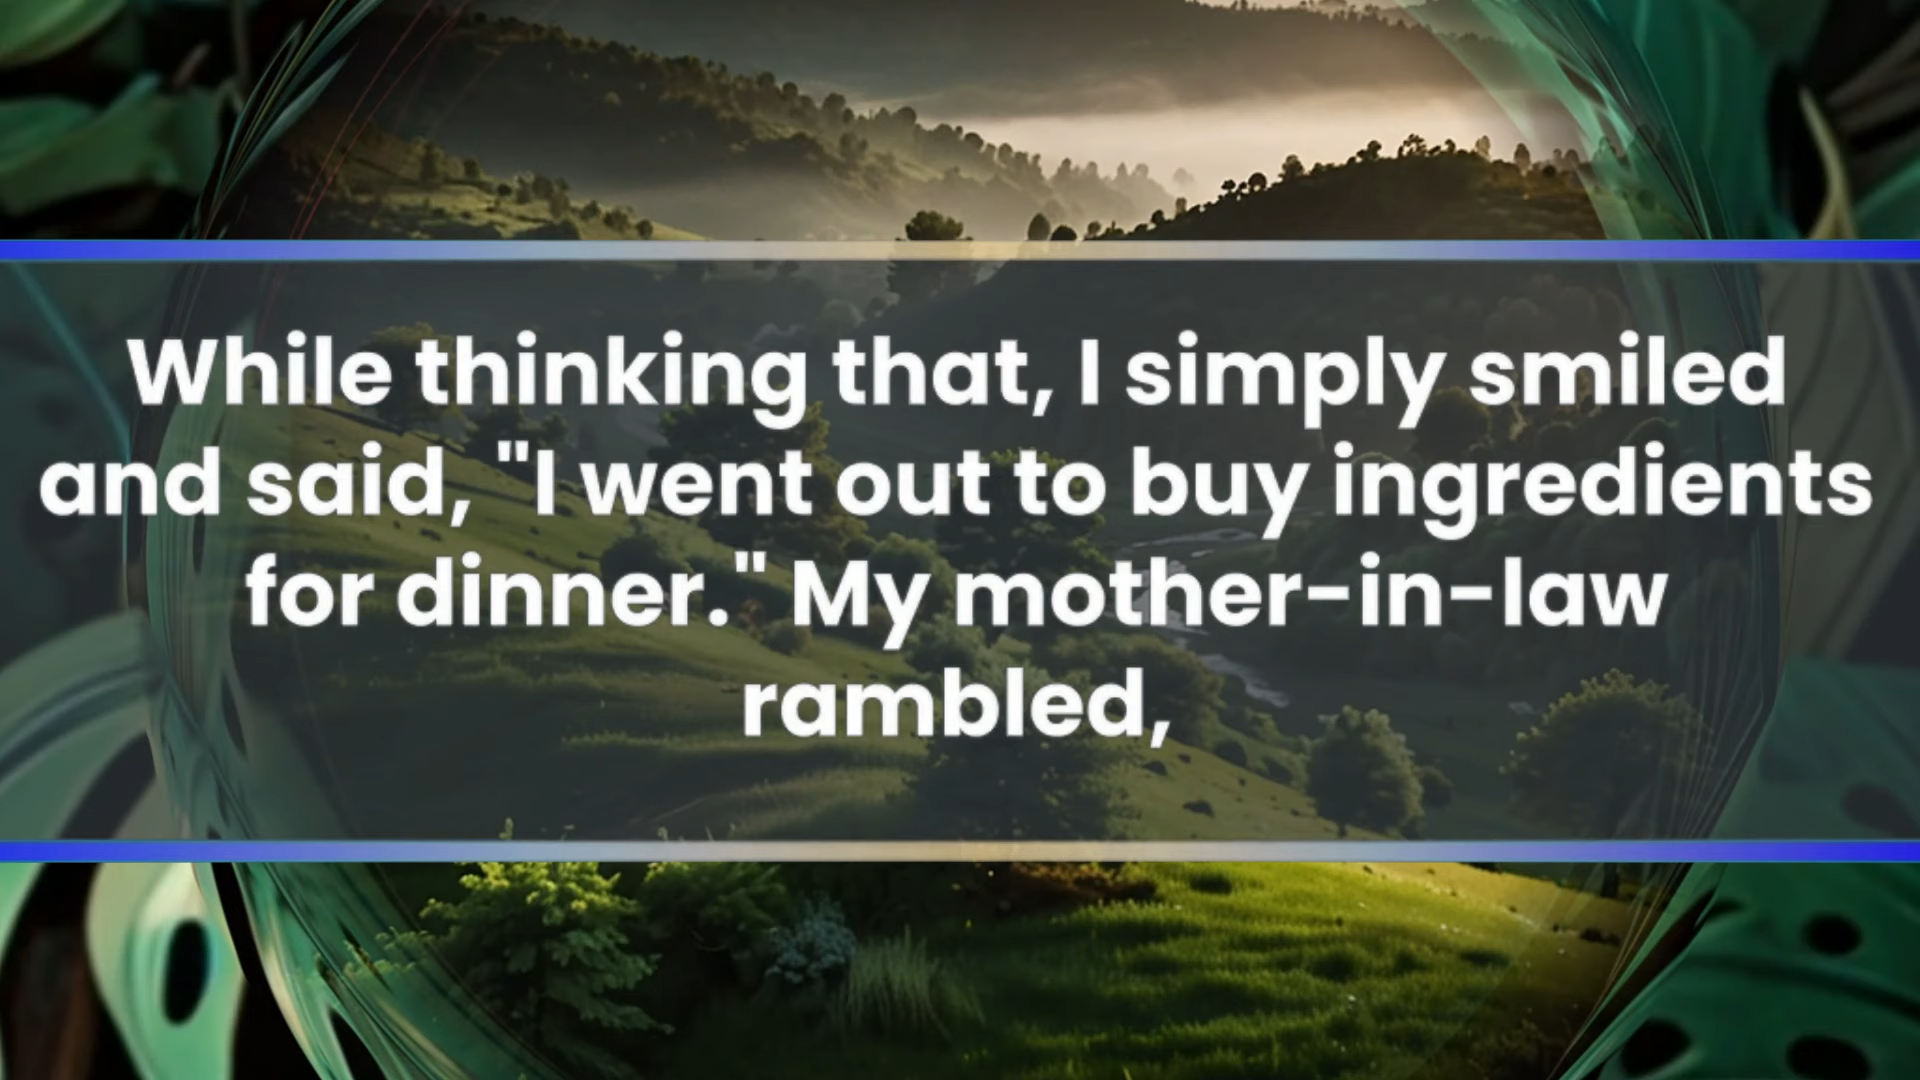 While thinking that, I simply smiled
and said, "I went out to buy ingredients
for dinner." My mother-in-law
rambled,